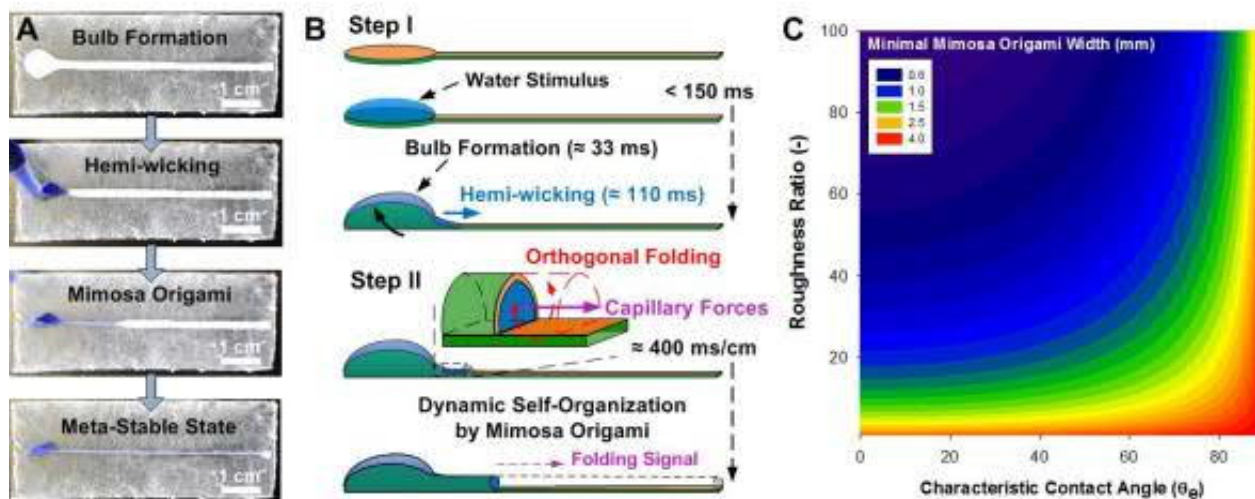 A
Bulb Formation
1 cm
Hemi-wicking
1 cm
Mimosa Origami
1 cm
Meta-Stable State
1 cm
B
Step I
Water Stimulus
< 150 ms
Bulb Formation (≈ 33 ms)
Hemi-wicking (≈ 110 ms)
Step II
Orthogonal Folding
Capillary Forces
≈ 400 ms/cm
Dynamic Self-Organization
by Mimosa Origami
Folding Signal
C
Minimal Mimosa Origami Width (mm)
0.6
1.0
1.5
2.5
4.0
Roughness Ratio (-)
100
80
60
40
20
0
20
40
60
80
Characteristic Contact Angle (θe)